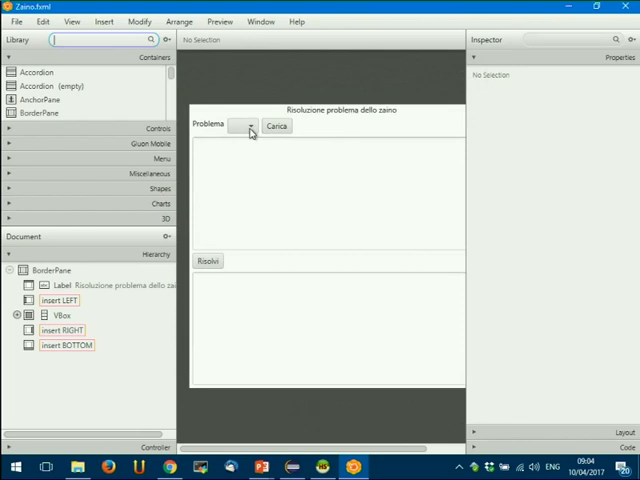 Zaino.fxml
File Edit View Insert Modify Arrange Preview Window Help
Library
No Selection
Inspector
Containers
Properties
Accordion
Accordion (empty)
AnchorPane
BorderPane
No Selection
Controls
Gluon Mobile
Menu
Miscellaneous
Shapes
Charts
3D
Document
Hierarchy
BorderPane
Label Risoluzione problema dello zai
insert LEFT
VBox
insert RIGHT
insert BOTTOM
Controller
Risoluzione problema dello zaino
Problema Carica
Risolvi
Layout
Code
ENG
09:04
10/04/2017
20